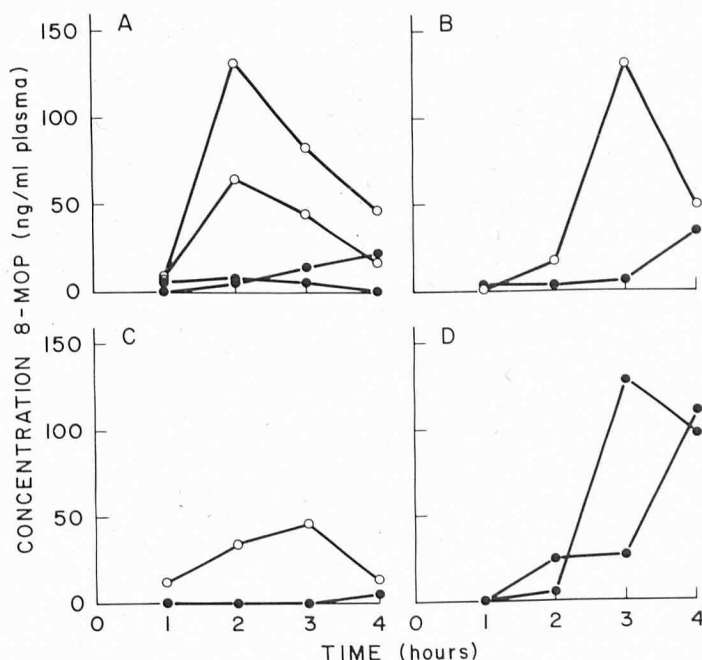 CONCENTRATION 8-MOP (ng/ml plasma)
A
150
100
50
0
B
C
150
100
50
0
0 1 2 3 4
D
0 1 2 3 4
TIME (hours)